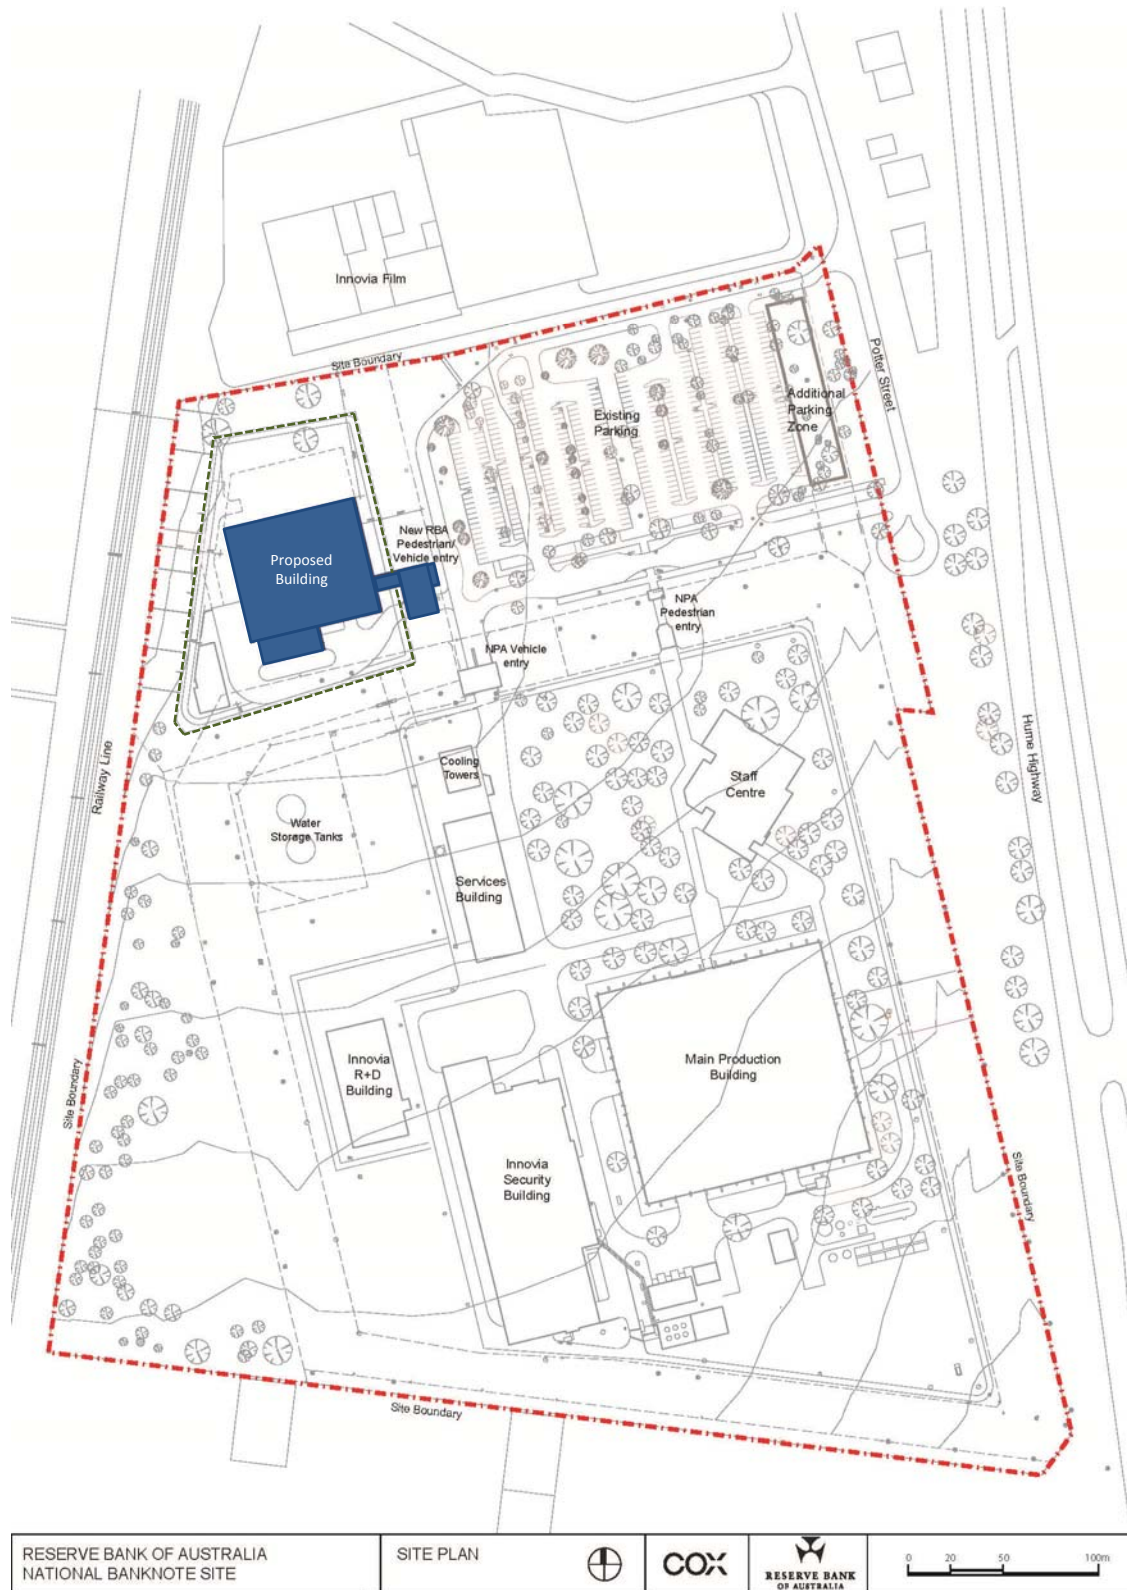 Innovia Film
Site Boundary
Potter Street
Additional
Parking
Zone
Existing
Parking
New RBA
Pedestrian/
Vehicle entry
Proposed
Building
NPA
Pedestrian
entry
NPA Vehicle
entry
Hume Highway
Railway Line
Cooling
Towers
Staff
Centre
Water
Storage Tanks
Services
Building
Innovia
R+D
Building
Main Production
Building
Site Boundary
Innovia
Security
Building
Site Boundary
Site Boundary
RESERVE BANK OF AUSTRALIA
NATIONAL BANKNOTE SITE
SITE PLAN
COX
RESERVE BANK
OF AUSTRALIA
0 20 50 100m